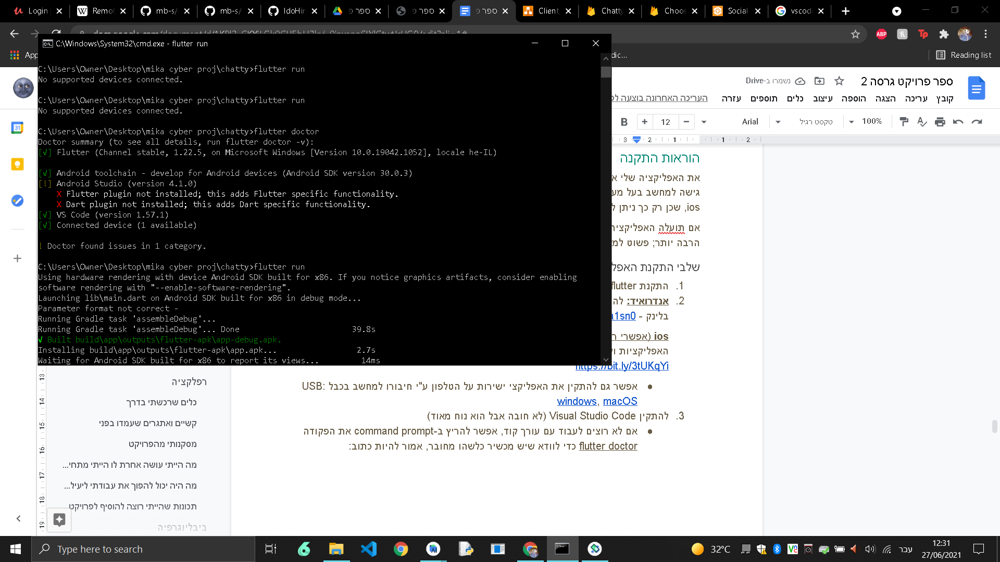 Login
Remot
mb-s/
mb-s/
IdoHir
ספר פ
ספר פ
ספר פ
Client
Chatty
Choos
Social
vscod
Reading list
C:\Windows\System32\cmd.exe - flutter run
C:\Users\Owner\Desktop\mika cyber proj\chatty>flutter run
No supported devices connected.
C:\Users\Owner\Desktop\mika cyber proj\chatty>flutter run
No supported devices connected.
C:\Users\Owner\Desktop\mika cyber proj\chatty>flutter doctor
Doctor summary (to see all details, run flutter doctor -v):
[√] Flutter (Channel stable, 1.22.5, on Microsoft Windows [Version 10.0.19042.1052], locale he-IL)
[√] Android toolchain - develop for Android devices (Android SDK version 30.0.3)
[!] Android Studio (version 4.1.0)
X Flutter plugin not installed; this adds Flutter specific functionality.
X Dart plugin not installed; this adds Dart specific functionality.
[√] VS Code (version 1.57.1)
[√] Connected device (1 available)
! Doctor found issues in 1 category.
C:\Users\Owner\Desktop\mika cyber proj\chatty>flutter run
Using hardware rendering with device Android SDK built for x86. If you notice graphics artifacts, consider enabling
software rendering with "--enable-software-rendering".
Launching lib\main.dart on Android SDK built for x86 in debug mode...
Parameter format not correct -
Running Gradle task 'assembleDebug'...
Running Gradle task 'assembleDebug'... Done 39.8s
√ Built build\app\outputs\flutter-apk\app-debug.apk.
Installing build\app\outputs\flutter-apk\app.apk... 2.7s
Waiting for Android SDK built for x86 to report its views... 14ms
ספר פרויקט גרסה 2
נשמרו ב-Drive
קובץ עריכה הצגה הוספה עיצוב כלים תוספים עזרה
העריכה האחרונה בוצעה לפ
100% טקסט רגיל Arial 12 B
הוראות התקנה
את האפליקציה שלי א
גישה למחשב בעל מע
ios, שכן רק כך ניתן ל
אם תועלה האפליקציה
הרבה יותר; פשוט למ
שלבי התקנת האפל
1. התקנת flutter
2. אנדרואיד: לה
בלינק - a1sn0
ios (אפשרי ר
האפליקציות וי
https://bit.ly/3tUKqYi
● אפשר גם להתקין את האפליקצי ישירות על הטלפון ע"י חיבורו למחשב בכבל USB:
windows, macOS
3. להתקין Visual Studio Code (לא חובה אבל הוא נוח מאוד)
● אם לא רוצים לעבוד עם עורך קוד, אפשר להריץ ב-command prompt את הפקודה
flutter doctor כדי לוודא שיש מכשיר כלשהו מחובר, אמור להיות כתוב:
רפלקציה
כלים שרכשתי בדרך
קשיים ואתגרים שעמדו בפני
מסקנותי מהפרויקט
מה הייתי עושה אחרת לו הייתי מתחי...
מה היה יכול להפוך את עבודתי ליעיל...
תכונות שהייתי רוצה להוסיף לפרויקט
ביבליוגרפיה
Type here to search
32°C
עבר
12:31
27/06/2021